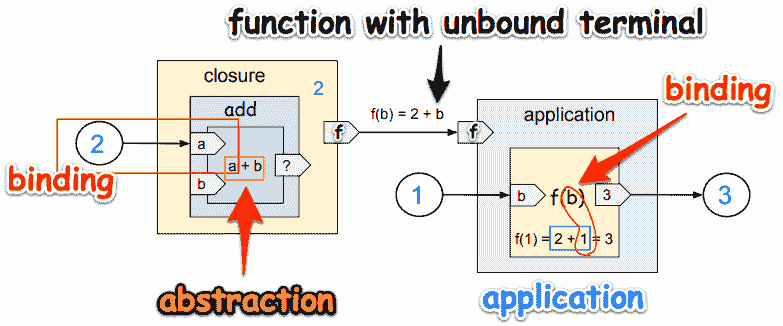 function with unbound terminal
closure
2
add
f(b) = 2 + b
binding
application
f
f
2
a
a + b
?
binding
b
1
b
f(b)
3
3
f(1) = 2 + 1 = 3
abstraction
application